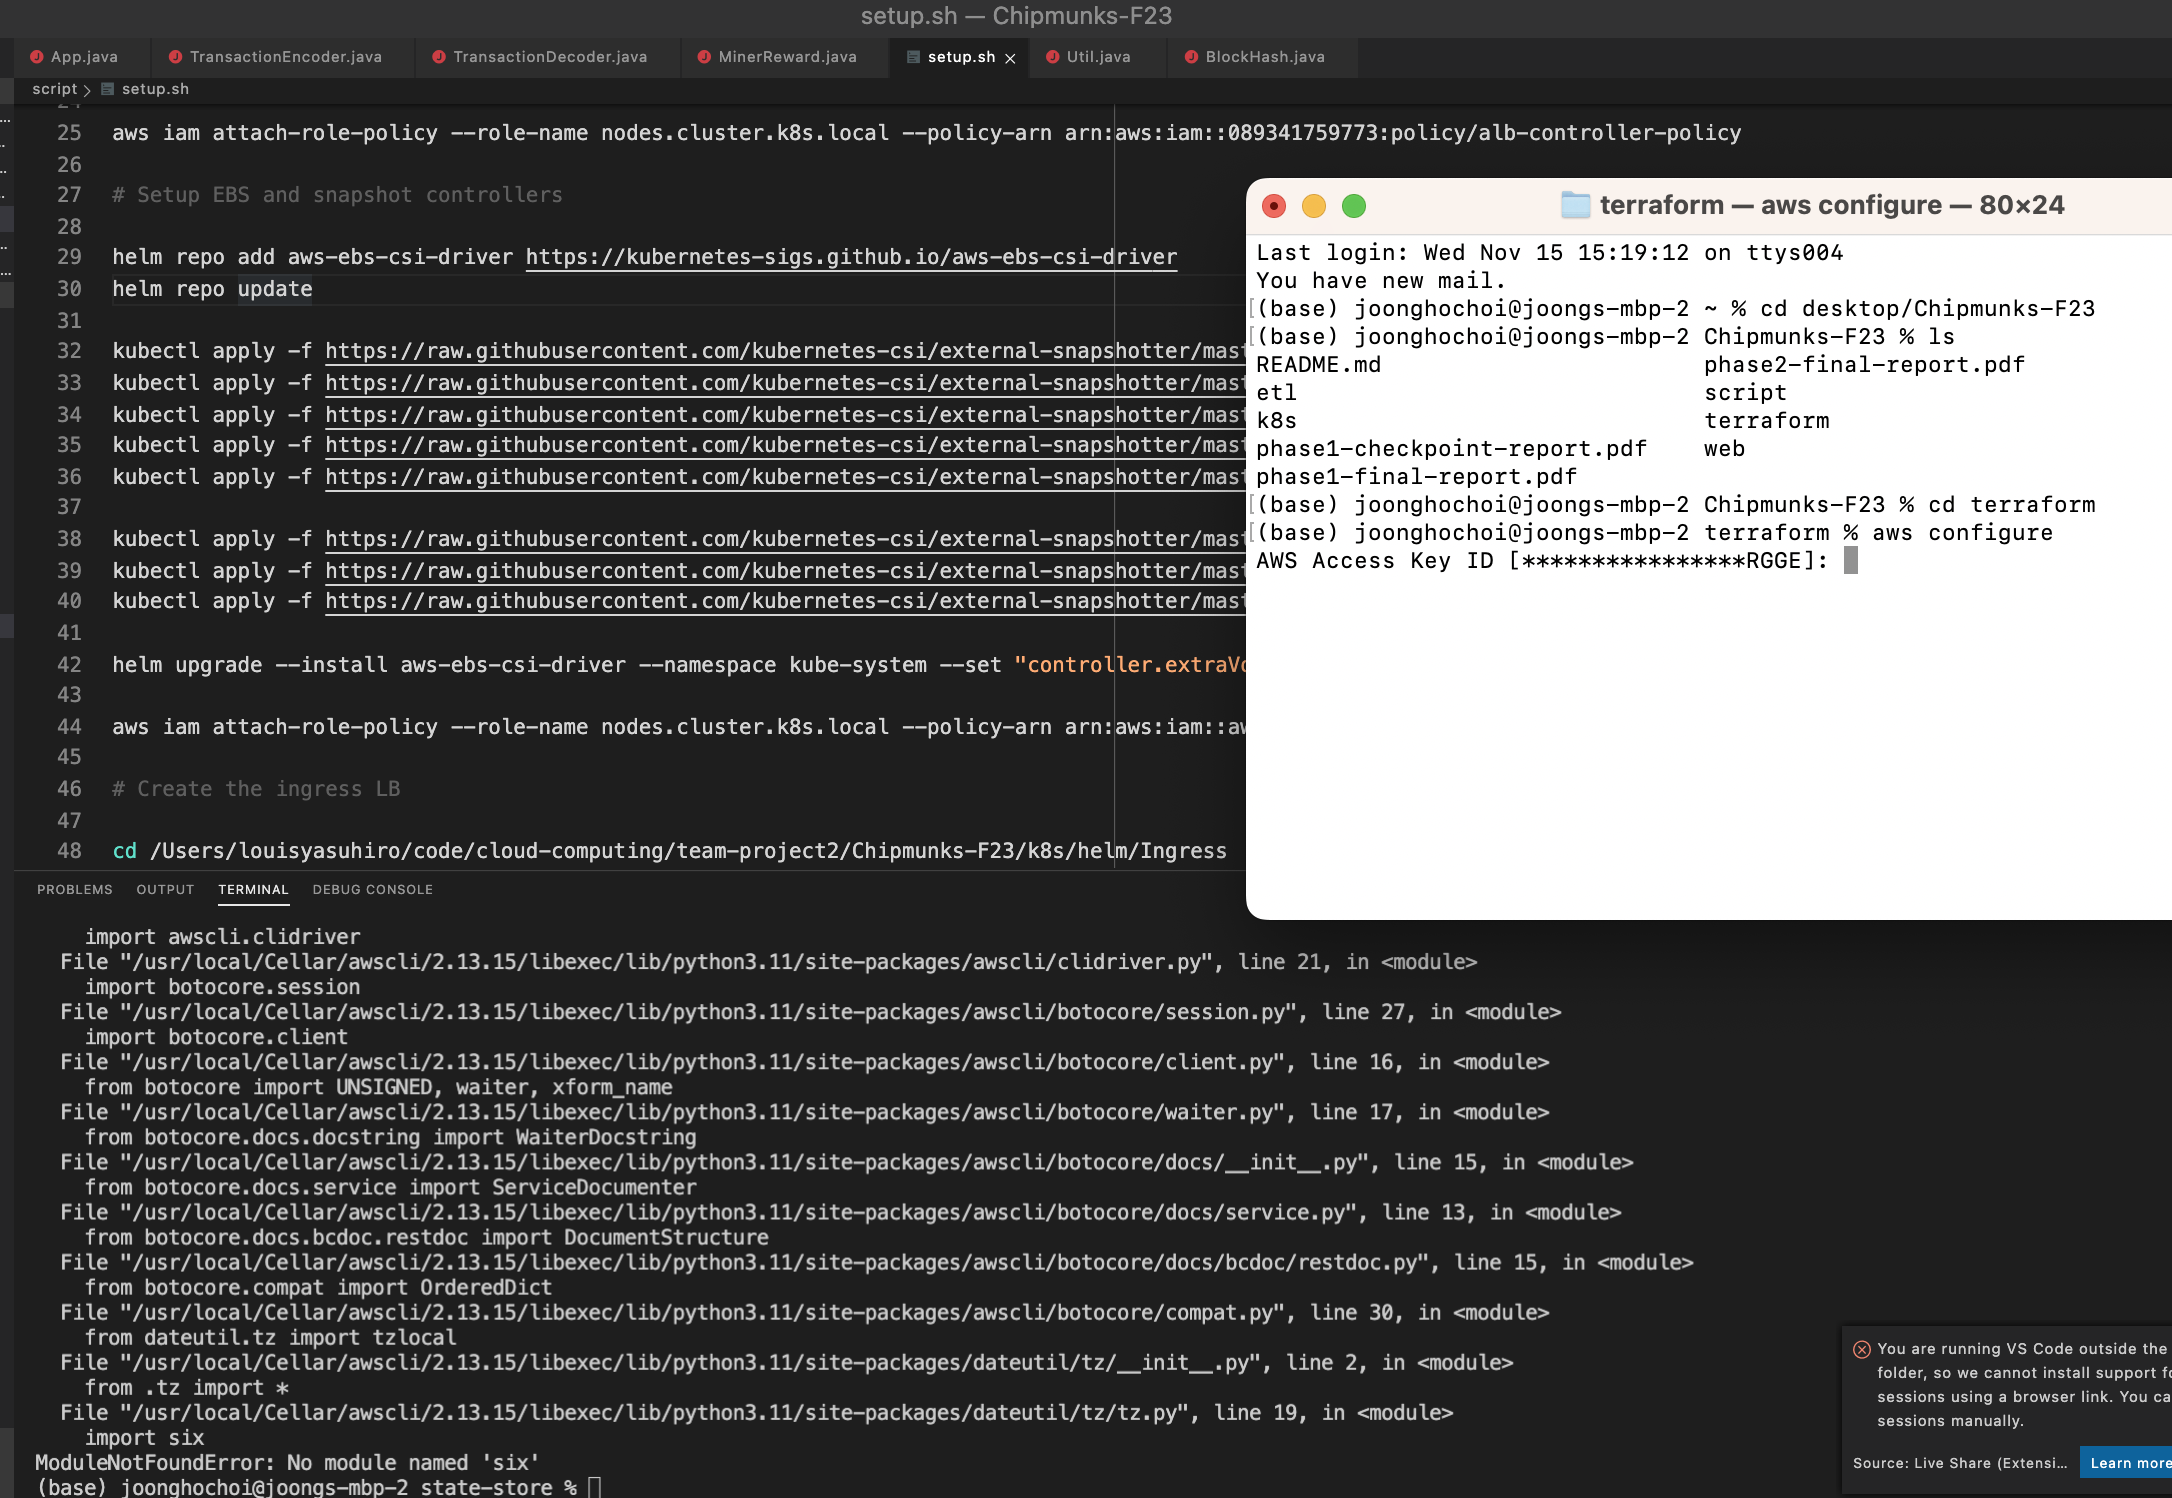 setup.sh — Chipmunks-F23
App.java
TransactionEncoder.java
TransactionDecoder.java
MinerReward.java
setup.sh
Util.java
BlockHash.java
script > setup.sh
24
25 aws iam attach-role-policy --role-name nodes.cluster.k8s.local --policy-arn arn:aws:iam::089341759773:policy/alb-controller-policy
26
27 # Setup EBS and snapshot controllers
28
29 helm repo add aws-ebs-csi-driver https://kubernetes-sigs.github.io/aws-ebs-csi-driver
30 helm repo update
31
32 kubectl apply -f https://raw.githubusercontent.com/kubernetes-csi/external-snapshotter/mast
33 kubectl apply -f https://raw.githubusercontent.com/kubernetes-csi/external-snapshotter/mast
34 kubectl apply -f https://raw.githubusercontent.com/kubernetes-csi/external-snapshotter/mast
35 kubectl apply -f https://raw.githubusercontent.com/kubernetes-csi/external-snapshotter/mast
36 kubectl apply -f https://raw.githubusercontent.com/kubernetes-csi/external-snapshotter/mast
37
38 kubectl apply -f https://raw.githubusercontent.com/kubernetes-csi/external-snapshotter/mast
39 kubectl apply -f https://raw.githubusercontent.com/kubernetes-csi/external-snapshotter/mast
40 kubectl apply -f https://raw.githubusercontent.com/kubernetes-csi/external-snapshotter/mast
41
42 helm upgrade --install aws-ebs-csi-driver --namespace kube-system --set "controller.extraVo
43
44 aws iam attach-role-policy --role-name nodes.cluster.k8s.local --policy-arn arn:aws:iam::aw
45
46 # Create the ingress LB
47
48 cd /Users/louisyasuhiro/code/cloud-computing/team-project2/Chipmunks-F23/k8s/helm/Ingress
terraform — aws configure — 80×24
Last login: Wed Nov 15 15:19:12 on ttys004
You have new mail.
[(base) joonghochoi@joongs-mbp-2 ~ % cd desktop/Chipmunks-F23
[(base) joonghochoi@joongs-mbp-2 Chipmunks-F23 % ls
README.md phase2-final-report.pdf
etl script
k8s terraform
phase1-checkpoint-report.pdf web
phase1-final-report.pdf
[(base) joonghochoi@joongs-mbp-2 Chipmunks-F23 % cd terraform
[(base) joonghochoi@joongs-mbp-2 terraform % aws configure
AWS Access Key ID [****************RGGE]:
PROBLEMS OUTPUT TERMINAL DEBUG CONSOLE
import awscli.clidriver
File "/usr/local/Cellar/awscli/2.13.15/libexec/lib/python3.11/site-packages/awscli/clidriver.py", line 21, in <module>
import botocore.session
File "/usr/local/Cellar/awscli/2.13.15/libexec/lib/python3.11/site-packages/awscli/botocore/session.py", line 27, in <module>
import botocore.client
File "/usr/local/Cellar/awscli/2.13.15/libexec/lib/python3.11/site-packages/awscli/botocore/client.py", line 16, in <module>
from botocore import UNSIGNED, waiter, xform_name
File "/usr/local/Cellar/awscli/2.13.15/libexec/lib/python3.11/site-packages/awscli/botocore/waiter.py", line 17, in <module>
from botocore.docs.docstring import WaiterDocstring
File "/usr/local/Cellar/awscli/2.13.15/libexec/lib/python3.11/site-packages/awscli/botocore/docs/__init__.py", line 15, in <module>
from botocore.docs.service import ServiceDocumenter
File "/usr/local/Cellar/awscli/2.13.15/libexec/lib/python3.11/site-packages/awscli/botocore/docs/service.py", line 13, in <module>
from botocore.docs.bcdoc.restdoc import DocumentStructure
File "/usr/local/Cellar/awscli/2.13.15/libexec/lib/python3.11/site-packages/awscli/botocore/docs/bcdoc/restdoc.py", line 15, in <module>
from botocore.compat import OrderedDict
File "/usr/local/Cellar/awscli/2.13.15/libexec/lib/python3.11/site-packages/awscli/botocore/compat.py", line 30, in <module>
from dateutil.tz import tzlocal
File "/usr/local/Cellar/awscli/2.13.15/libexec/lib/python3.11/site-packages/dateutil/tz/__init__.py", line 2, in <module>
from .tz import *
File "/usr/local/Cellar/awscli/2.13.15/libexec/lib/python3.11/site-packages/dateutil/tz/tz.py", line 19, in <module>
import six
ModuleNotFoundError: No module named 'six'
(base) joonghochoi@joongs-mbp-2 state-store %
You are running VS Code outside the
folder, so we cannot install support fo
sessions using a browser link. You ca
sessions manually.
Source: Live Share (Extensi...
Learn more